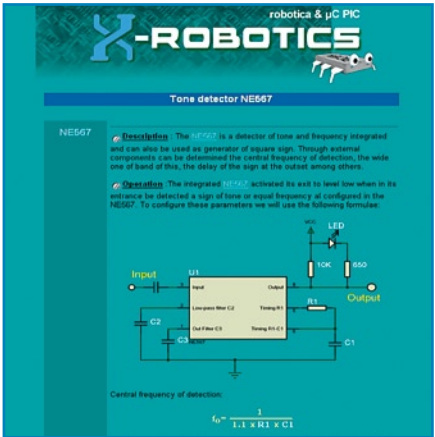 robotica & µC PIC
X-ROBOTICS
Tone detector NE567
NE567
Description : The NE567 is a detector of tone and frequency integrated
and can also be used as generator of square sign. Through external
components can be determined the central frequency of detection, the wide
one of band of this, the delay of the sign at the outset among others.
Operation :The integrated NE567 activated its exit to level low when in its
entrance be detected a sign of tone or equal frequency al configured in the
NE567. To configure these parameters we will use the following formulae:
VCC
LED
10K
650
Input
U1
Input
Output
Output
Low-pass filter C2
Timing R1
R1
C2
Out Filter C3
Timing R1 C1
C3
NE567
C1
Central frequency of detection:
f0= 1
1.1 x R1 x C1